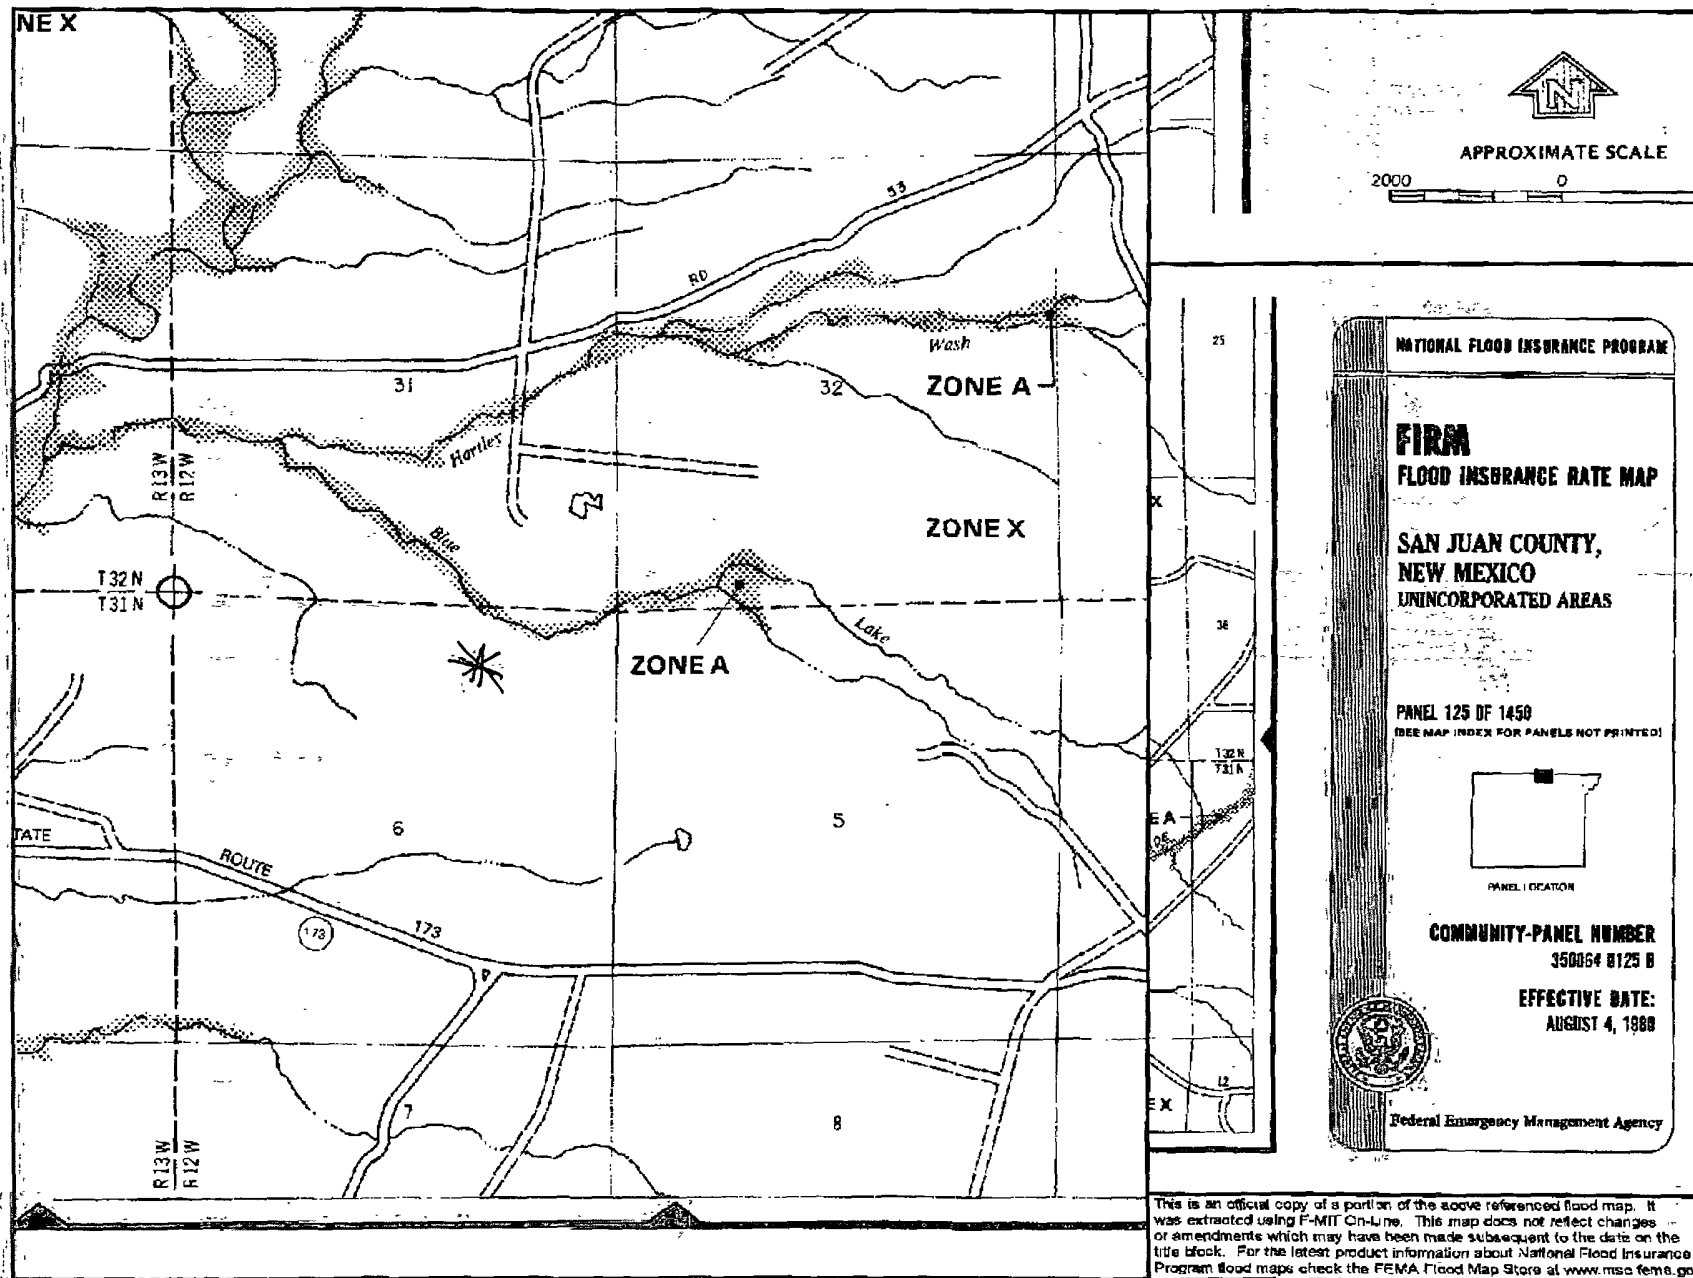 NE X
53
RD
31
32
Wash
ZONE A
Hartley
R13W
R12W
Blue
ZONE X
T32N
T31N
Lake
ZONE A
6
5
TATE
ROUTE
173
173
7
8
R13W
R12W
25
X
36
T32N
T31N
E A
12
E X
N
APPROXIMATE SCALE
2000 0
NATIONAL FLOOD INSURANCE PROGRAM
FIRM
FLOOD INSURANCE RATE MAP
SAN JUAN COUNTY,
NEW MEXICO
UNINCORPORATED AREAS
PANEL 125 OF 1450
(SEE MAP INDEX FOR PANELS NOT PRINTED)
PANEL LOCATION
COMMUNITY-PANEL NUMBER
350064 0125 B
EFFECTIVE DATE:
AUGUST 4, 1988
Federal Emergency Management Agency
This is an official copy of a portion of the above referenced flood map. It
was extracted using F-MIT On-Line. This map does not reflect changes
or amendments which may have been made subsequent to the date on the
title block. For the latest product information about National Flood Insurance
Program flood maps check the FEMA Flood Map Store at www.msc.fema.go